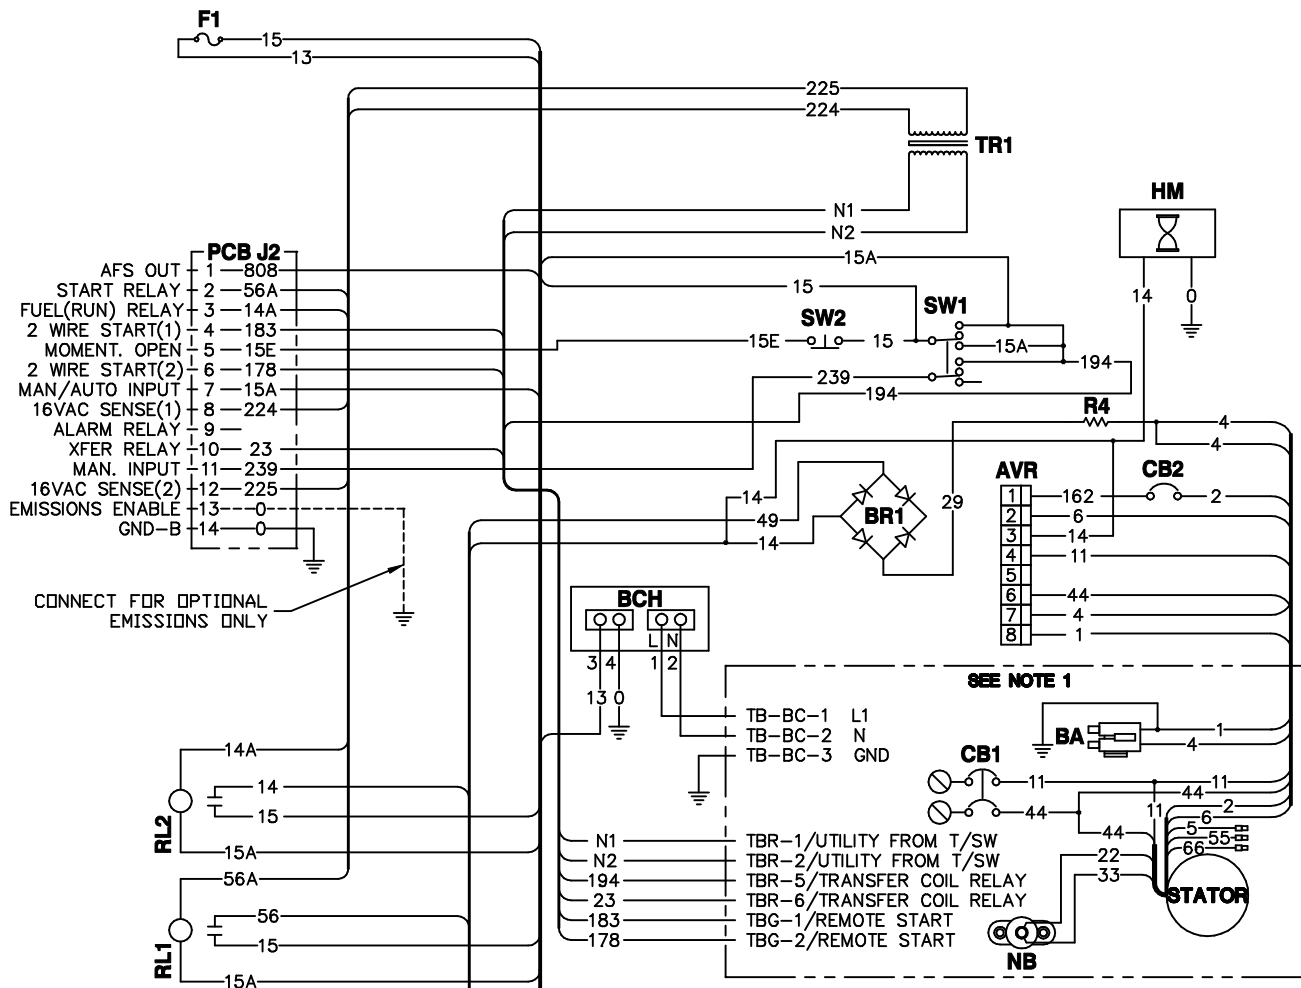 F1
15
13
225
224
TR1
N1
N2
HM
15A
14
0
PCB J2
AFS OUT 1 808
START RELAY 2 56A
FUEL(RUN) RELAY 3 14A
2 WIRE START(1) 4 183
MOMENT. OPEN 5 15E
2 WIRE START(2) 6 178
MAN/AUTO INPUT 7 15A
16VAC SENSE(1) 8 224
ALARM RELAY 9
XFER RELAY 10 23
MAN. INPUT 11 239
16VAC SENSE(2) 12 225
EMISSIONS ENABLE 13 0
GND-B 14 0
CONNECT FOR OPTIONAL
EMISSIONS ONLY
15
SW1
SW2
15E
15
15A
194
239
194
R4
4
4
14
49
14
BR1
29
AVR
CB2
1 162 2
2 6
3 14
4 11
5
6 44
7 4
8 1
BCH
L N
3 4 1 2
13 0
SEE NOTE 1
TB-BC-1 L1
TB-BC-2 N
TB-BC-3 GND
BA
1
4
CB1
11
11
44
44
11
44
2
6
5
55
66
22
33
STATOR
NB
14A
14
15
RL2
15A
56A
56
15
RL1
15A
N1 TBR-1/UTILITY FROM T/SW
N2 TBR-2/UTILITY FROM T/SW
194 TBR-5/TRANSFER COIL RELAY
23 TBR-6/TRANSFER COIL RELAY
183 TBG-1/REMOTE START
178 TBG-2/REMOTE START